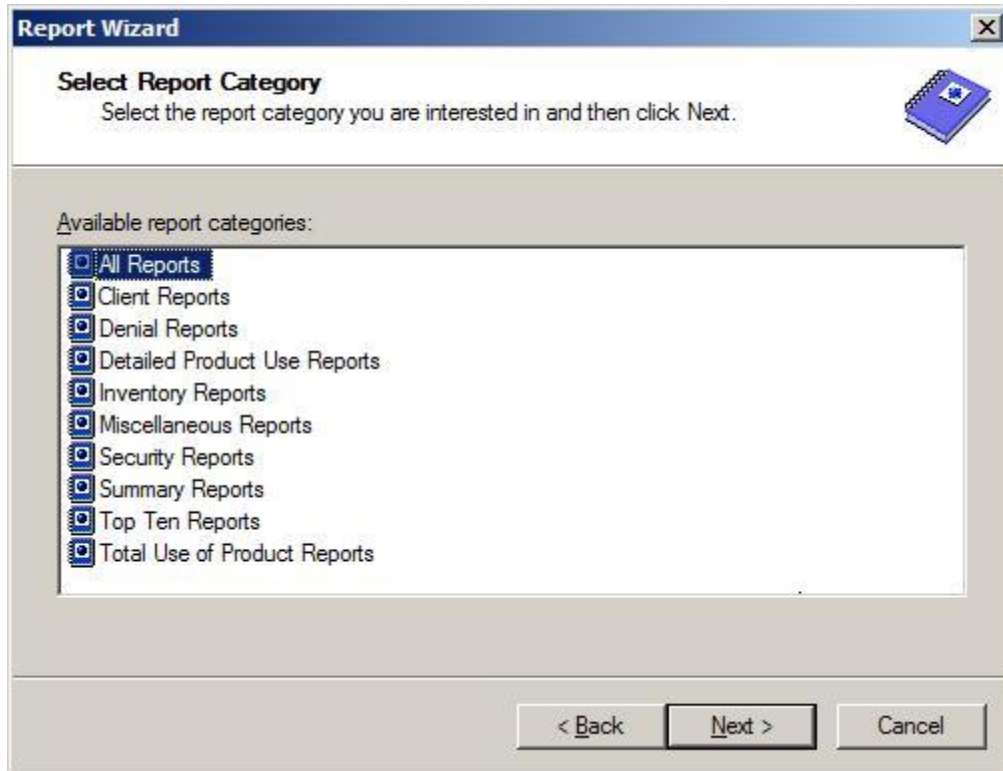 Report Wizard
Select Report Category
Select the report category you are interested in and then click Next.
Available report categories:
All Reports
Client Reports
Denial Reports
Detailed Product Use Reports
Inventory Reports
Miscellaneous Reports
Security Reports
Summary Reports
Top Ten Reports
Total Use of Product Reports
< Back
Next >
Cancel